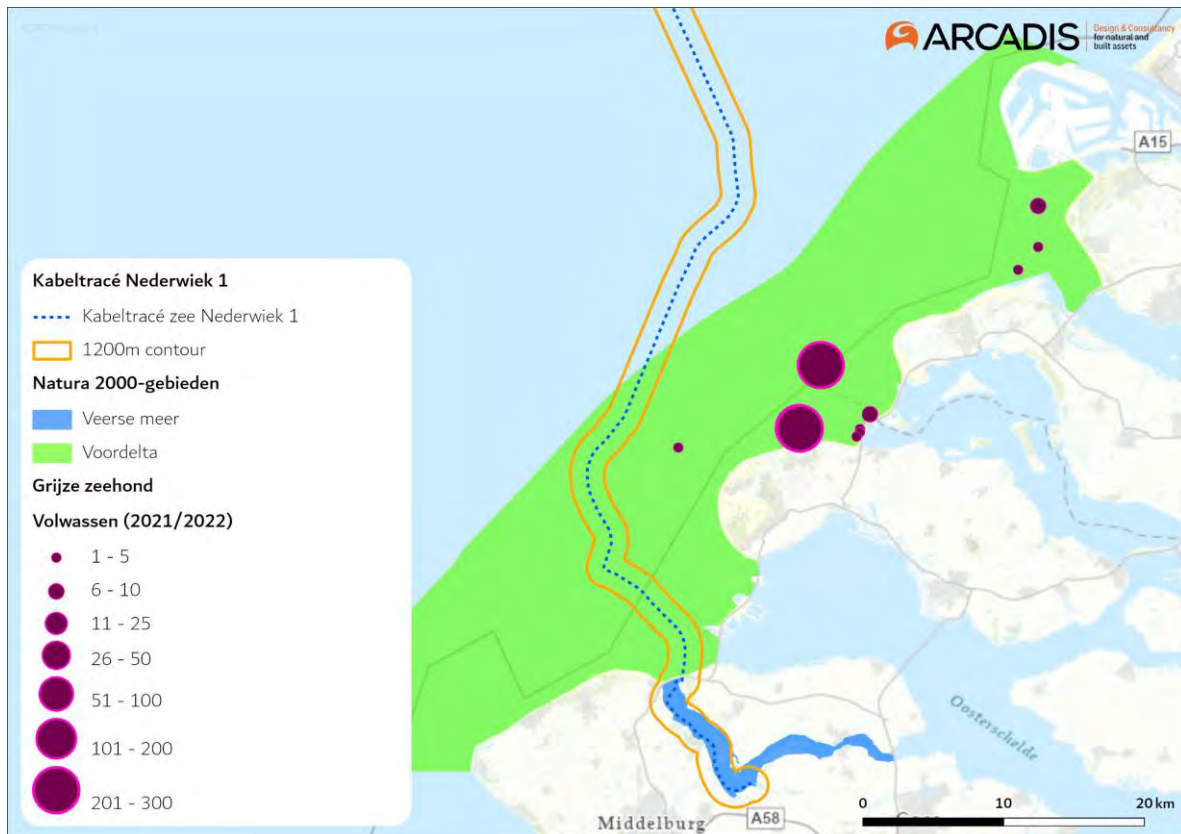 ARCADIS
Design & Consultancy
for natural and
built assets
A15
Kabeltracé Nederwiek 1
Kabeltracé zee Nederwiek 1
1200m contour
Natura 2000-gebieden
Veerse meer
Voordelta
Grijze zeehond
Volwassen (2021/2022)
1 - 5
6 - 10
11 - 25
26 - 50
51 - 100
101 - 200
201 - 300
Oosterschelde
0 10 20 km
Middelburg
A58